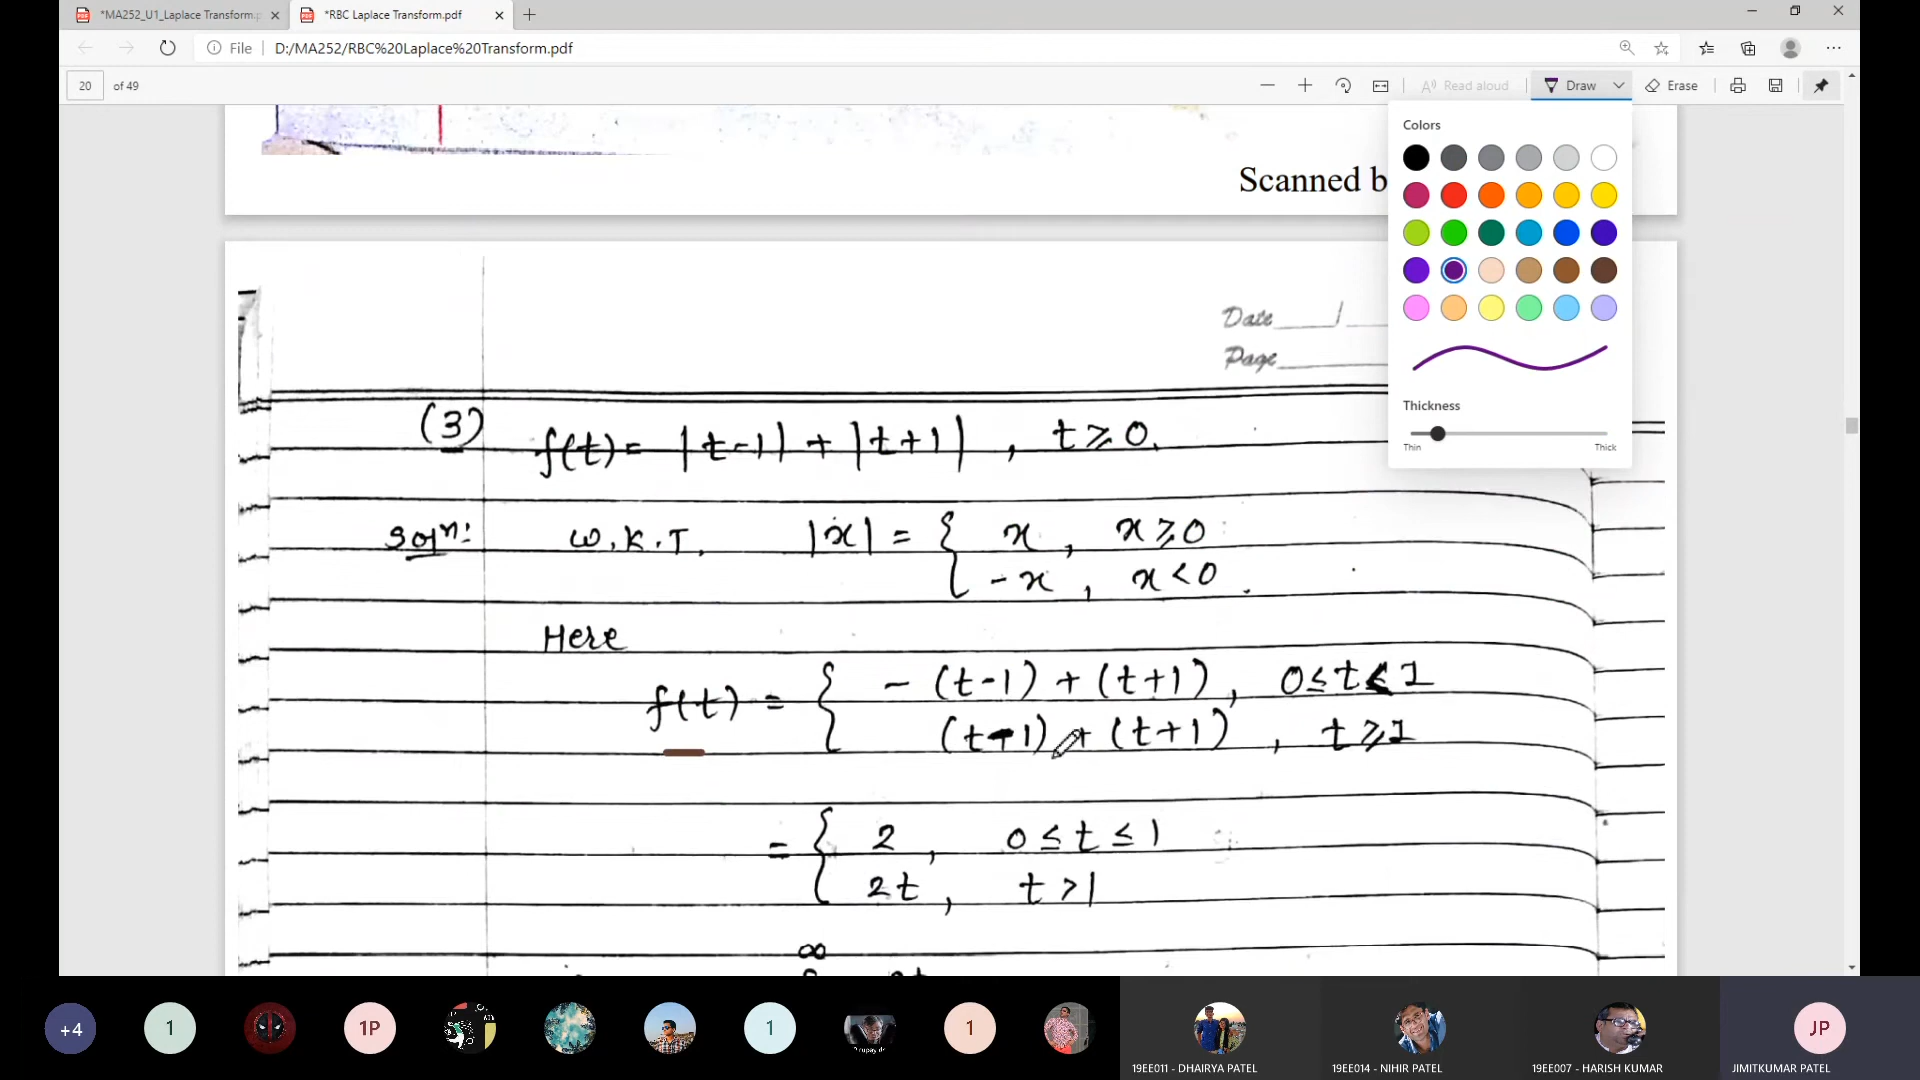 *MA252_U1_Laplace Transform.p
*RBC Laplace Transform.pdf
File D:/MA252/RBC%20Laplace%20Transform.pdf
20 of 49
Read aloud
Draw
Erase
Colors
Thickness
Thin Thick
Scanned b
Date
Page
(3) f(t) = |t-1| + |t+1| , t≥0.
Soln: W.K.T. |x| = { x, x≥0
-x, x<0.
Here
f(t) = { -(t-1) + (t+1), 0≤t<1
(t-1) + (t+1), t≥1
= { 2, 0≤t≤1
2t, t>1
∞
+4 1 1P 1 1 JP
19EE011 - DHAIRYA PATEL
19EE014 - NIHIR PATEL
19EE007 - HARISH KUMAR
JIMITKUMAR PATEL